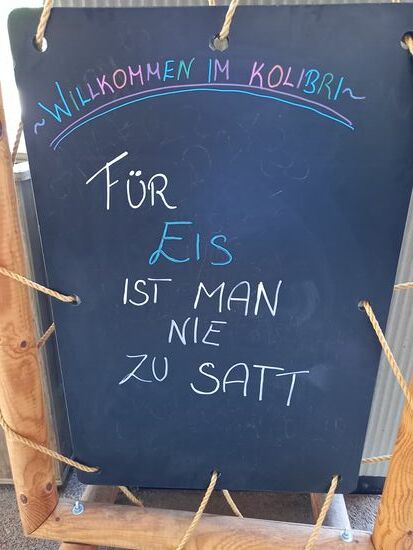 ~WILLKOMMEN IM KOLIBRI~
FÜR
EIS
IST MAN
NIE
ZU SATT